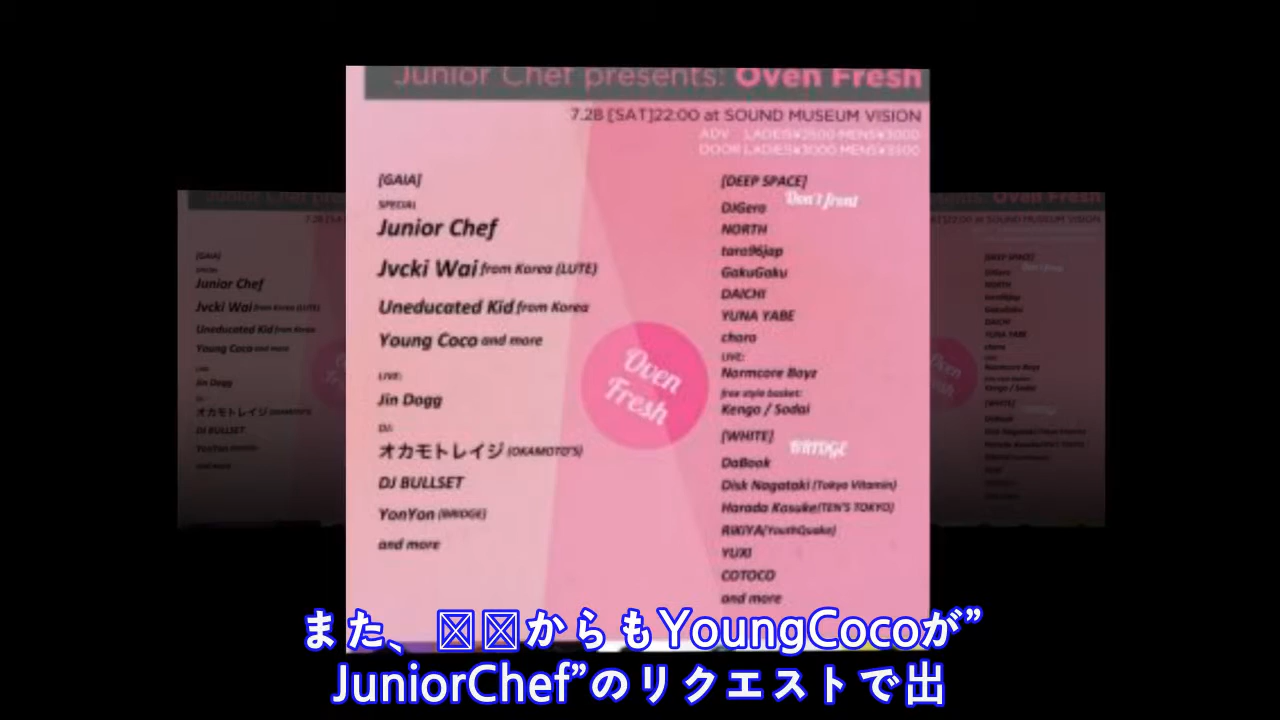 Junior Chef presents: Oven Fresh
7.28 [SAT]22:00 at SOUND MUSEUM VISION
ADV LADEIS¥2500 MENS¥3000
DOOR LADIES¥3000 MENS¥3500
[GAIA]
SPECIAL
Junior Chef
Jvcki Wai from Korea (LUTE)
Uneducated Kid from Korea
Young Coco and more
LIVE:
Jin Dogg
DJ:
オカモトレイジ (OKAMOTO'S)
DJ BULLSET
YonYon (BRIDGE)
and more
Oven
Fresh
[DEEP SPACE]
Don't front
DJGero
NORTH
taro96jap
GakuGaku
DAICHI
YUNA YABE
charo
LIVE:
Normcore Boyz
free style basket:
Kengo / Sodai
[WHITE]
BRIDGE
DaBook
Disk Nagataki (Tokyo Vitamin)
Harada Kosuke(TEN'S TOKYO)
RIKIYA(YouthQuake)
YUXI
COTOCO
and more
また、からもYoungCocoが”
JuniorChef”のリクエストで出